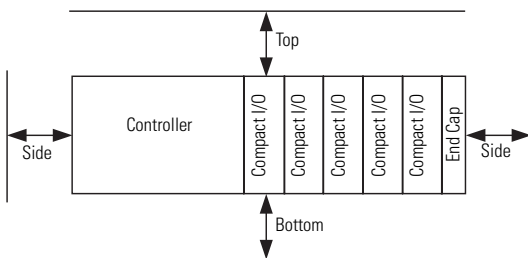 Top
Side
Controller
Compact I/O
Compact I/O
Compact I/O
Compact I/O
Compact I/O
End Cap
Side
Bottom